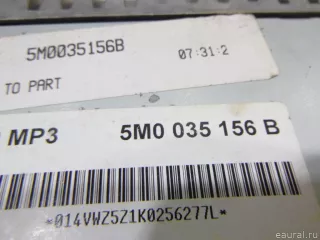 5M0035156B 07:31:2
TO PART
MP3 5M0 035 156 B
*014VWZ5Z1K0256277L*
eaural.ru